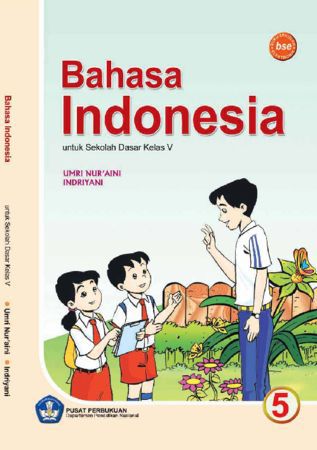 Bahasa Indonesia
untuk Sekolah Dasar Kelas V
Umri Nur'aini
Indriyani
bse
Bahasa
Indonesia
untuk Sekolah Dasar Kelas V
UMRI NUR'AINI
INDRIYANI
PUSAT PERBUKUAN
Departemen Pendidikan Nasional
5